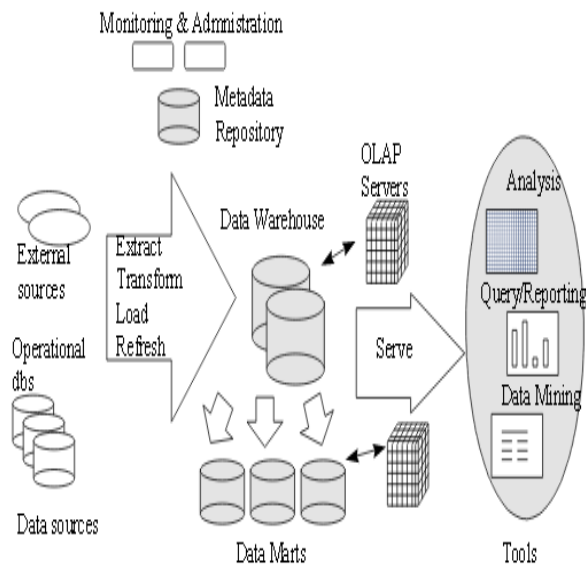 Monitoring & Admnistration
Metadata
Repository
OLAP
Servers
Analysis
Data Warehouse
External
sources
Extract
Transform
Load
Refresh
Query/Reporting
Operational
dbs
Serve
Data Mining
Data sources
Data Marts
Tools